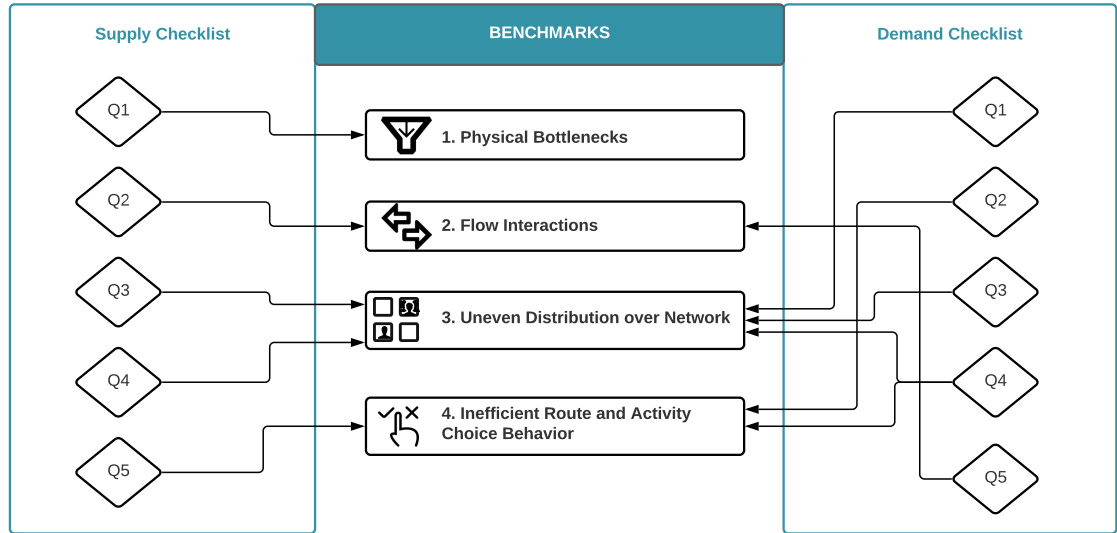 Supply Checklist
BENCHMARKS
Demand Checklist
Q1
Q2
Q3
Q4
Q5
1. Physical Bottlenecks
2. Flow Interactions
3. Uneven Distribution over Network
4. Inefficient Route and Activity
Choice Behavior
Q1
Q2
Q3
Q4
Q5